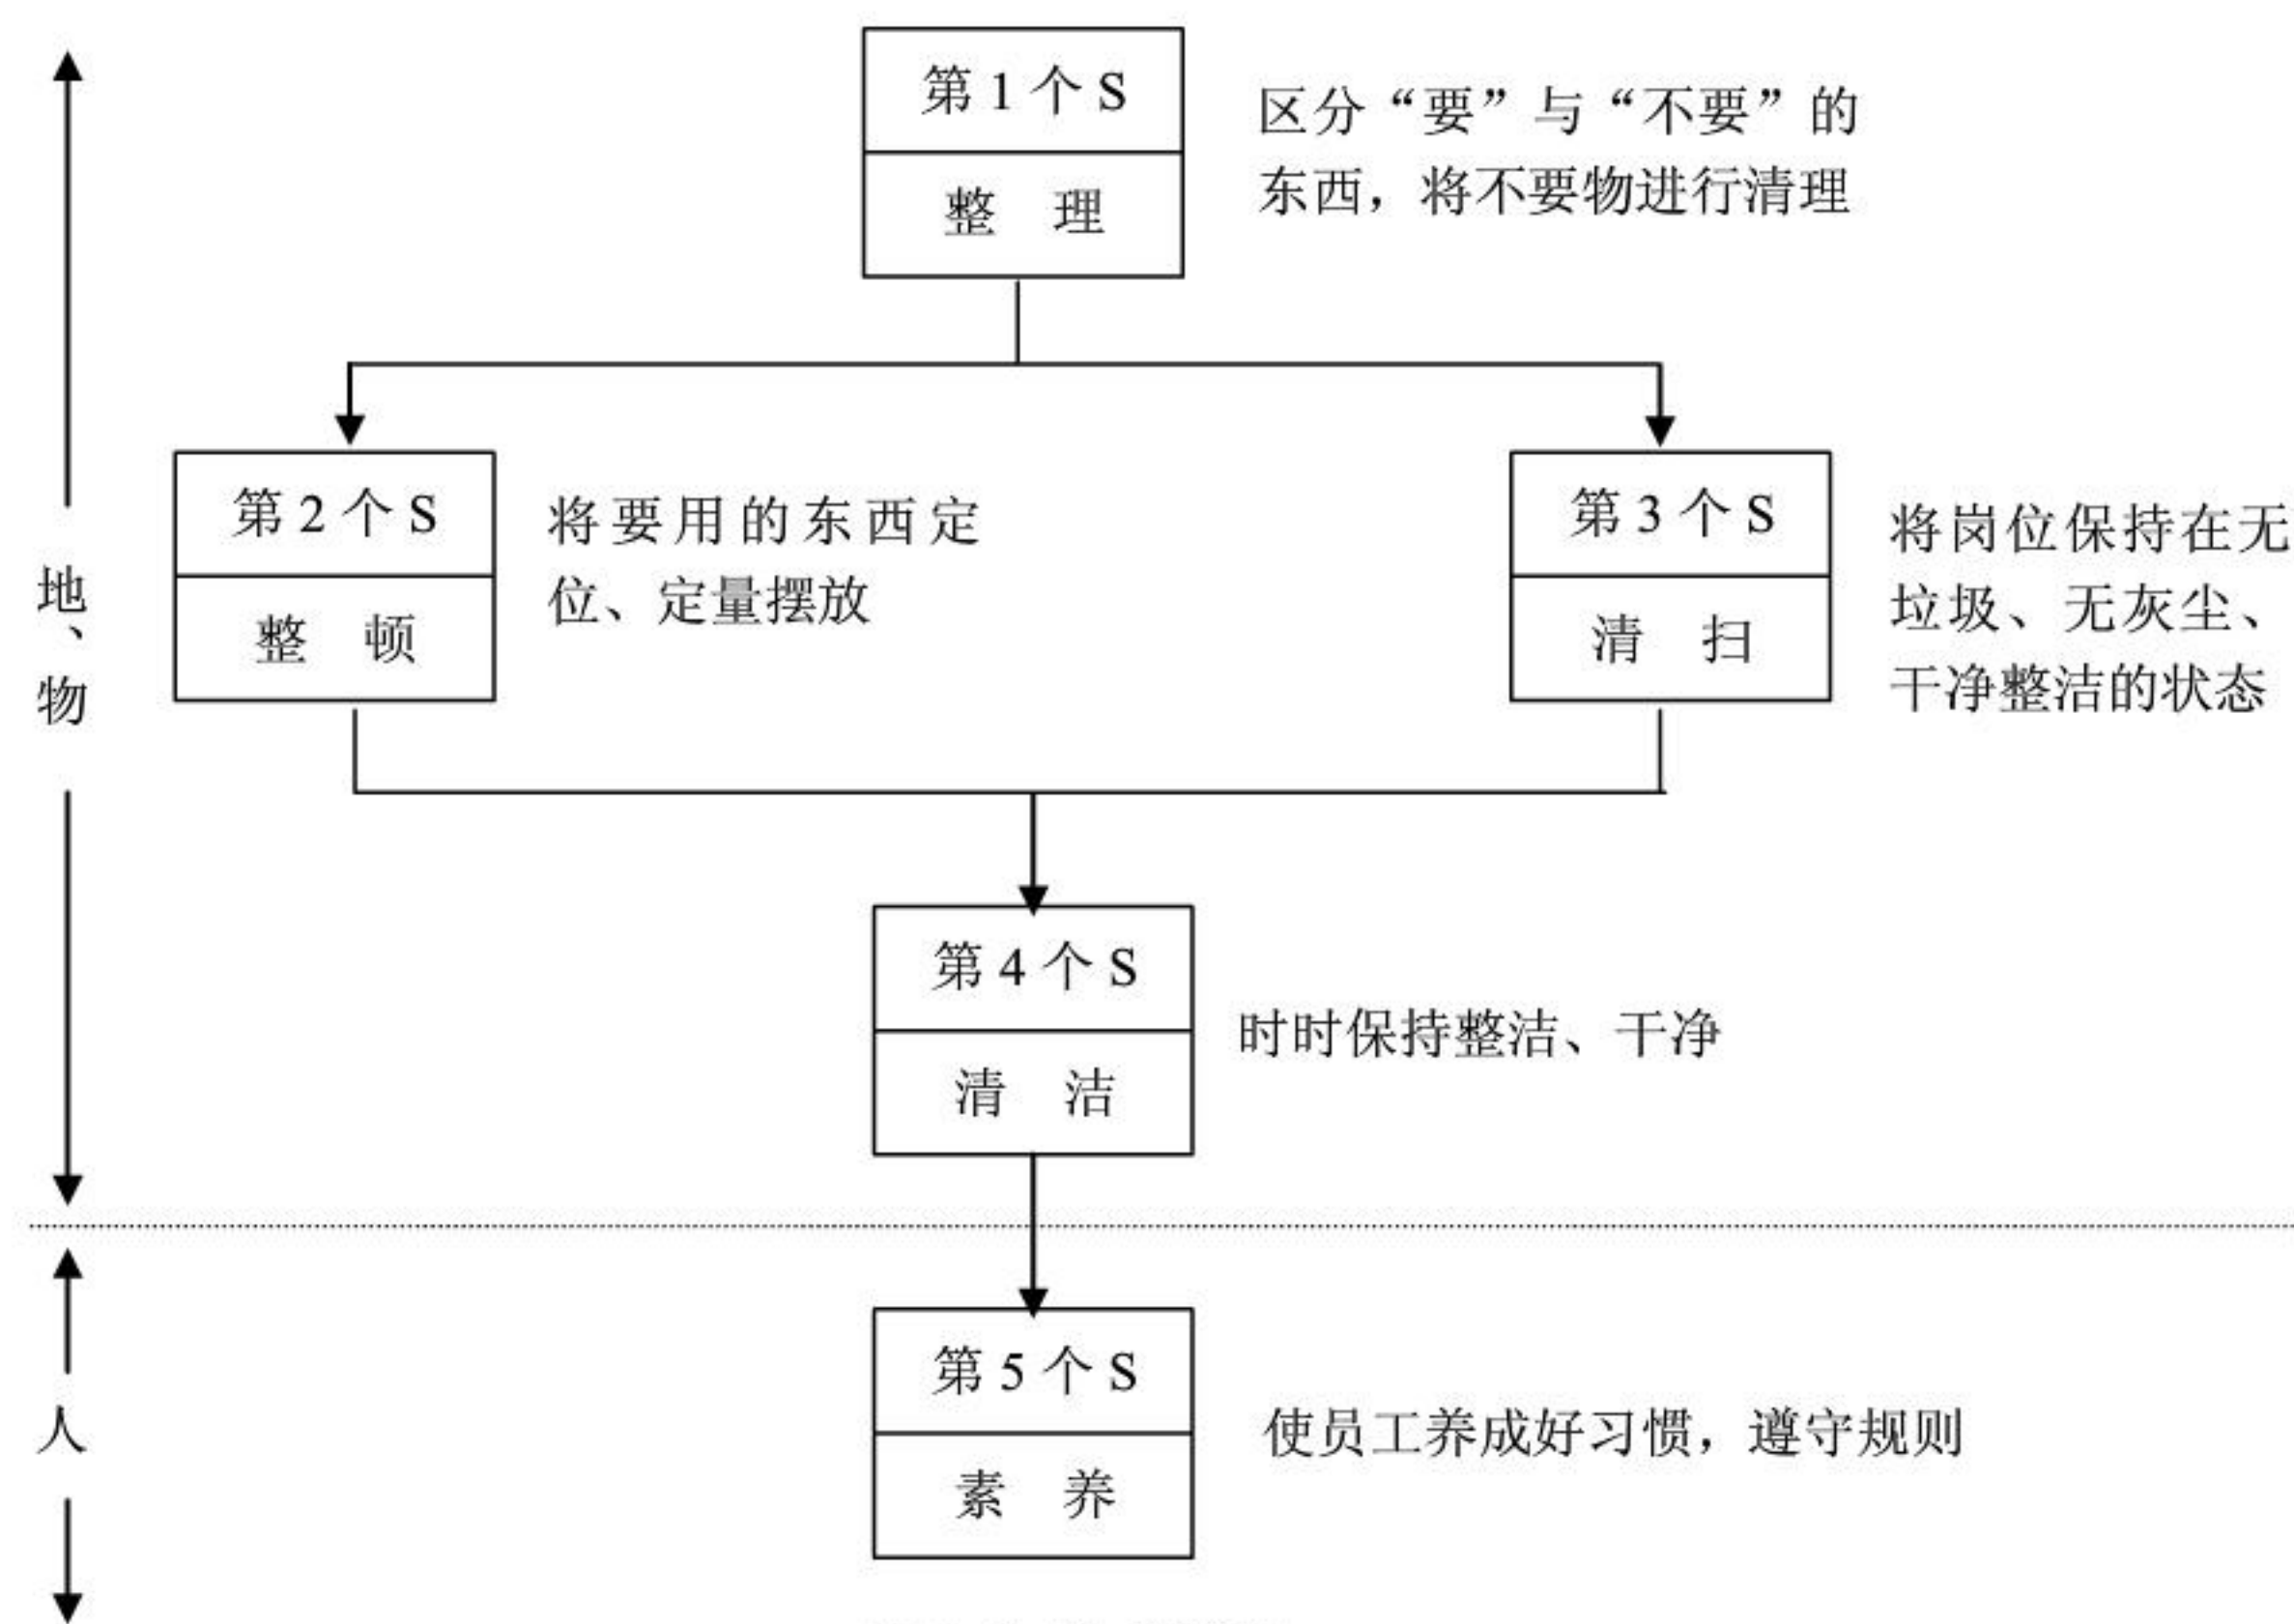 第 1 个 S
整 理
区分“要”与“不要”的
东西，将不要物进行清理
第 2 个 S
整 顿
将要用的东西定
位、定量摆放
第 3 个 S
清 扫
将岗位保持在无
垃圾、无灰尘、
干净整洁的状态
地、物
第 4 个 S
清 洁
时时保持整洁、干净
第 5 个 S
素 养
使员工养成好习惯，遵守规则
人